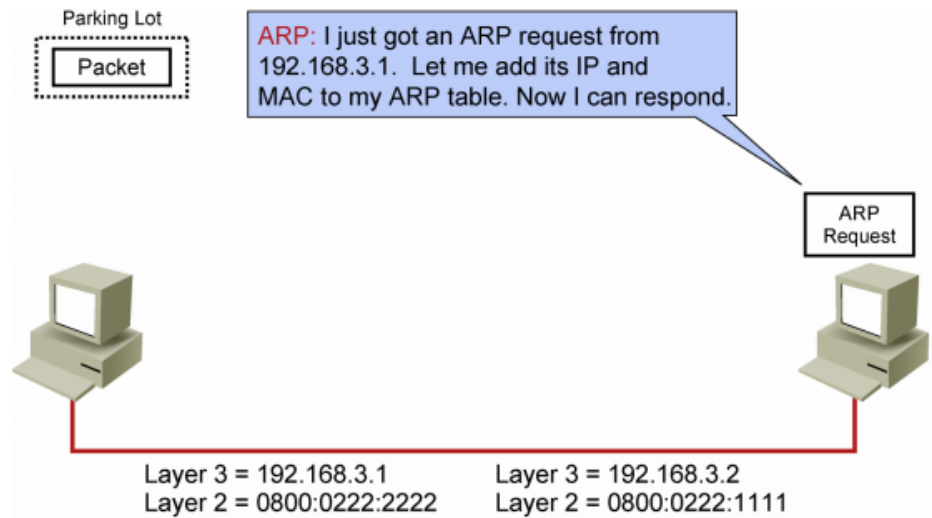 Parking Lot
Packet
ARP: I just got an ARP request from
192.168.3.1. Let me add its IP and
MAC to my ARP table. Now I can respond.
ARP
Request
Layer 3 = 192.168.3.1
Layer 2 = 0800:0222:2222
Layer 3 = 192.168.3.2
Layer 2 = 0800:0222:1111